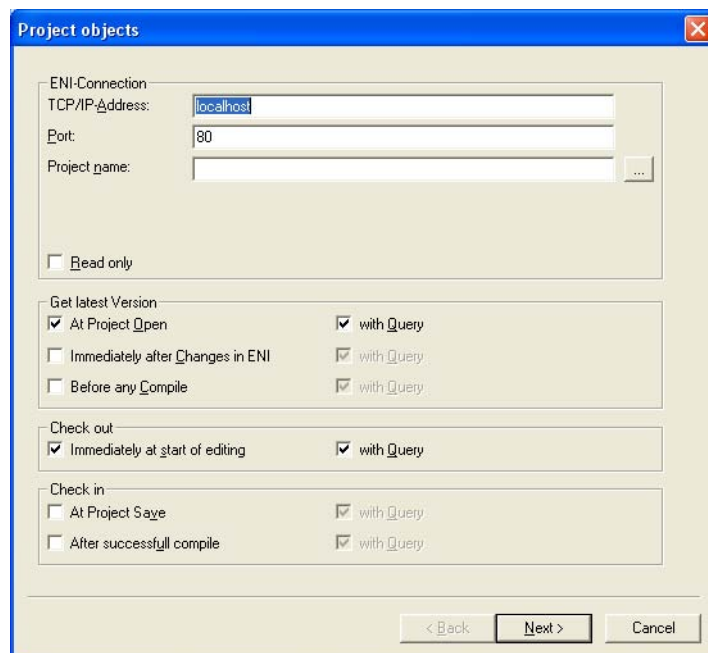 Project objects
ENI-Connection
TCP/IP-Address: localhost
Port: 80
Project name: ...
Read only
Get latest Version
At Project Open with Query
Immediately after Changes in ENI with Query
Before any Compile with Query
Check out
Immediately at start of editing with Query
Check in
At Project Save with Query
After successfull compile with Query
< Back Next > Cancel